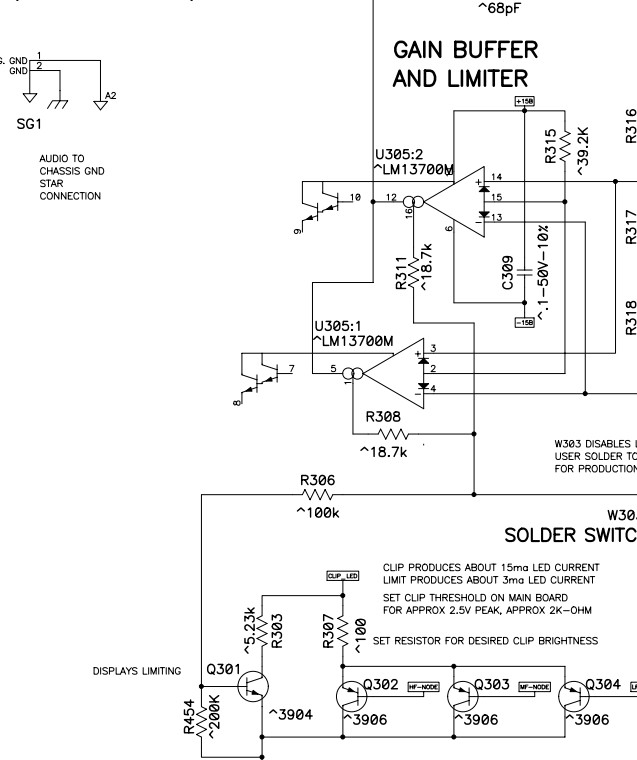 ^68pF
GAIN BUFFER
AND LIMITER
GND 1
GND 2
A2
SG1
AUDIO TO
CHASSIS GND
STAR
CONNECTION
+15B
R315
^39.2K
R316
U305:2
^LM13700M
10
9
12
16
14
15
13
6
+
-
R317
R311
^18.7k
C309
^.1-50V-10%
-15B
R318
U305:1
^LM13700M
7
8
5
1
3
2
4
+
-
R308
^18.7k
W303 DISABLES
USER SOLDER TO
FOR PRODUCTION
R306
^100k
W30
SOLDER SWITC
CLIP_LED
CLIP PRODUCES ABOUT 15ma LED CURRENT
LIMIT PRODUCES ABOUT 3ma LED CURRENT
SET CLIP THRESHOLD ON MAIN BOARD
FOR APPROX 2.5V PEAK, APPROX 2K-OHM
^5.23k
R303
R307
^100
SET RESISTOR FOR DESIRED CLIP BRIGHTNESS
DISPLAYS LIMITING
Q301
^3904
Q302
HF-NODE
^3906
Q303
MF-NODE
^3906
Q304
^3906
R454
^200K